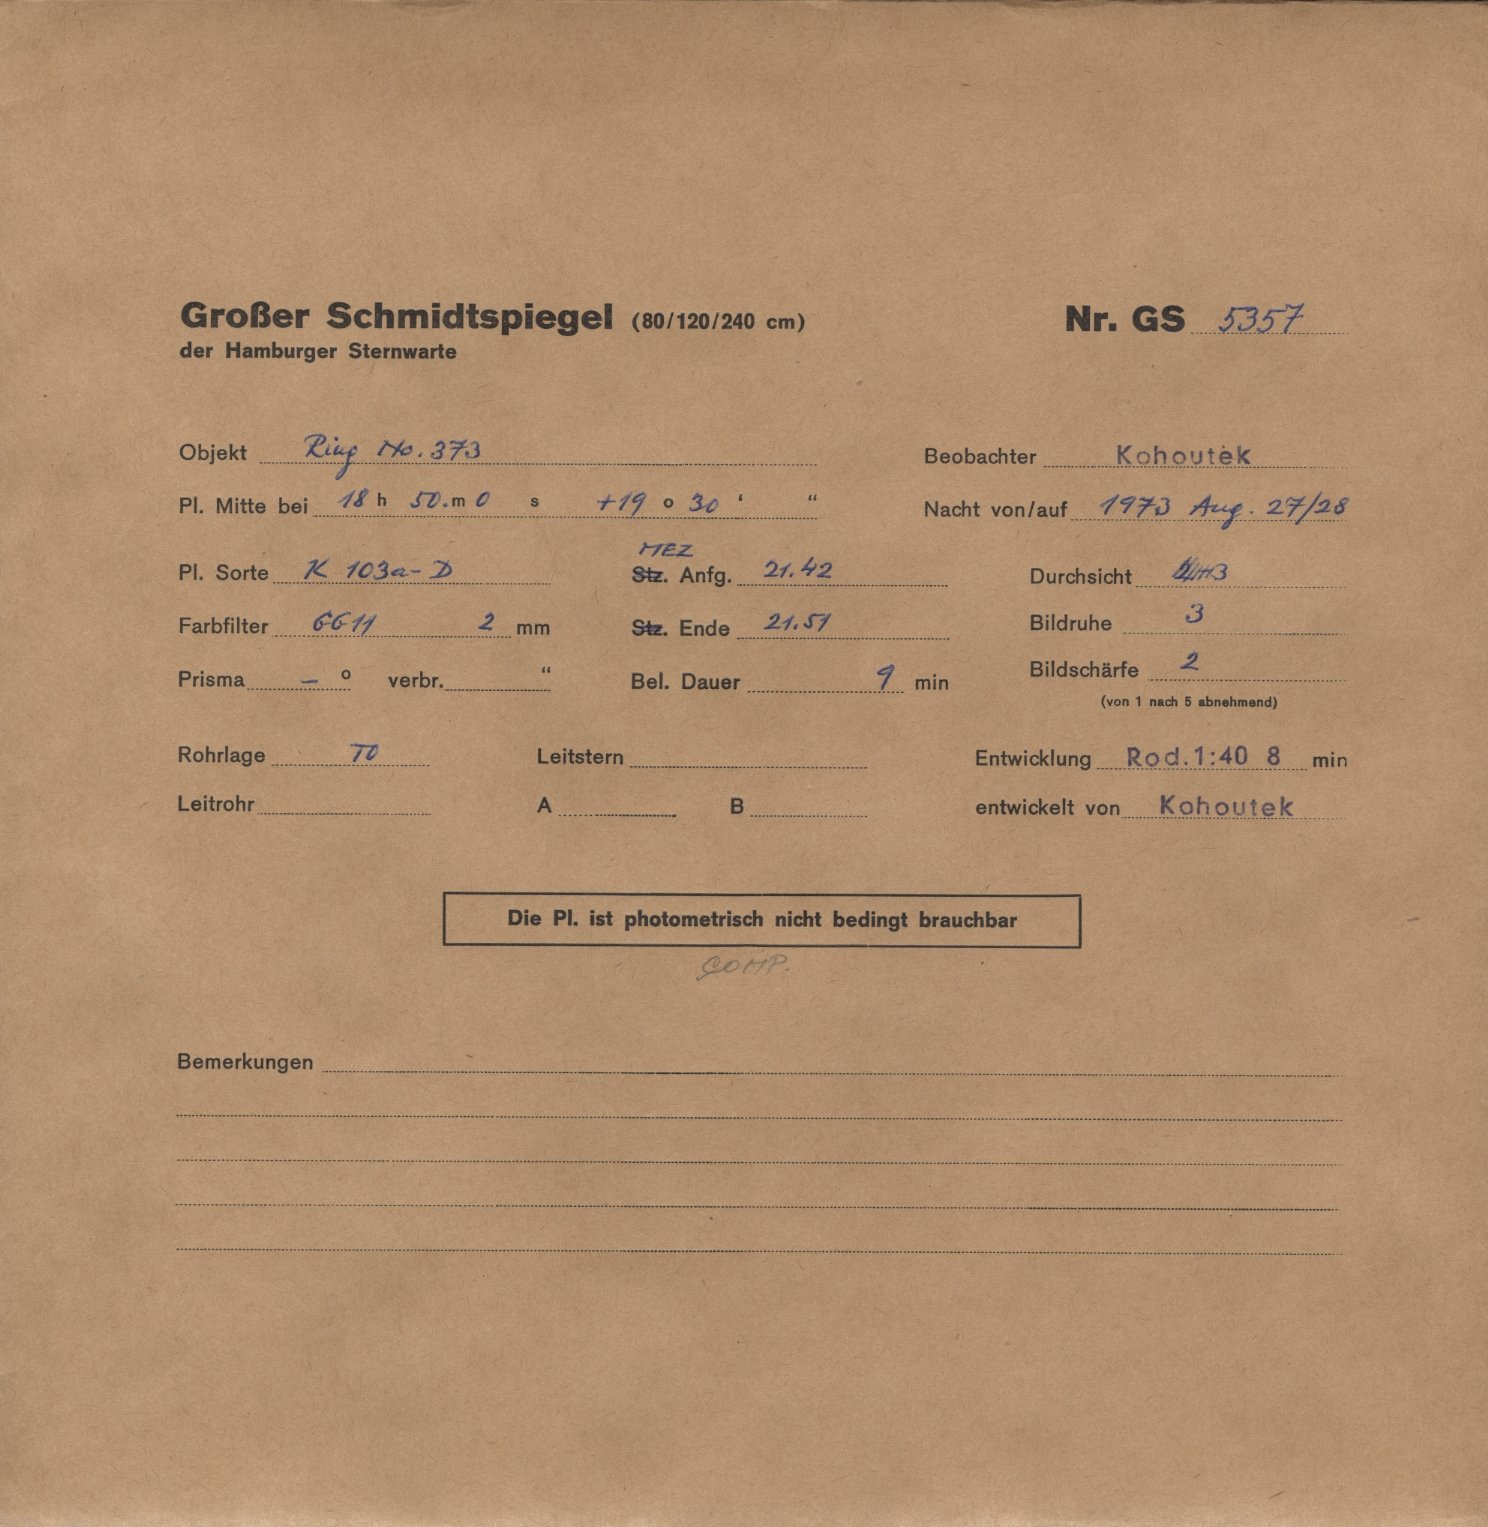 Großer Schmidtspiegel (80/120/240 cm) Nr. GS 5357
der Hamburger Sternwarte
Objekt Ring No. 373 Beobachter Kohoutek
Pl. Mitte bei 18 h 50. m 0 s +19 o 30 ‘ “ Nacht von/auf 1973 Aug. 27/28
MEZ
Pl. Sorte K 103a-D Stz. Anfg. 21.42 Durchsicht 3
Farbfilter GG11 2 mm Stz. Ende 21.51 Bildruhe 3
Prisma – o verbr. “ Bel. Dauer 9 min Bildschärfe 2
(von 1 nach 5 abnehmend)
Rohrlage TO Leitstern Entwicklung Rod. 1:40 8 min
Leitrohr A B entwickelt von Kohoutek
Die Pl. ist photometrisch nicht bedingt brauchbar
COMP.
Bemerkungen